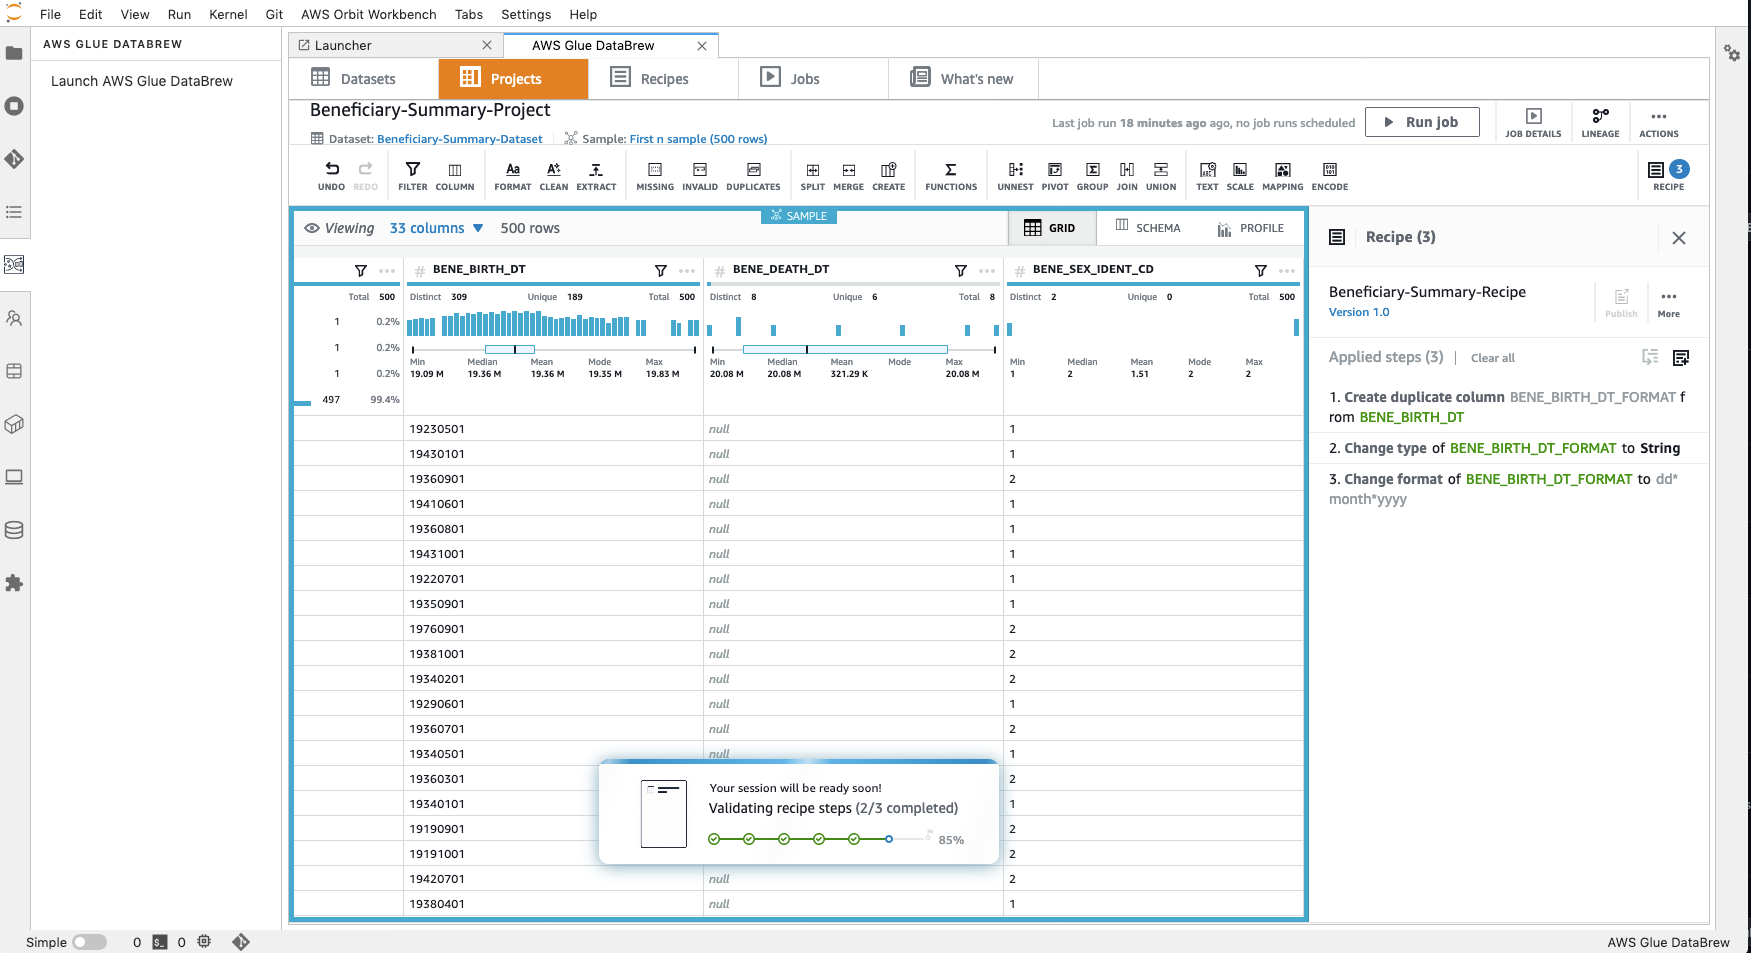 File Edit View Run Kernel Git AWS Orbit Workbench Tabs Settings Help
AWS GLUE DATABREW
Launch AWS Glue DataBrew
Launcher AWS Glue DataBrew
Datasets Projects Recipes Jobs What's new
Beneficiary-Summary-Project
Dataset: Beneficiary-Summary-Dataset Sample: First n sample (500 rows)
Last job run 18 minutes ago ago, no job runs scheduled
Run job
JOB DETAILS LINEAGE ACTIONS
UNDO REDO FILTER COLUMN FORMAT CLEAN EXTRACT MISSING INVALID DUPLICATES SPLIT MERGE CREATE FUNCTIONS UNNEST PIVOT GROUP JOIN UNION TEXT SCALE MAPPING ENCODE
3
RECIPE
SAMPLE
Viewing 33 columns 500 rows
GRID SCHEMA PROFILE
# BENE_BIRTH_DT # BENE_DEATH_DT # BENE_SEX_IDENT_CD
Total 500 Distinct 309 Unique 189 Total 500 Distinct 8 Unique 6 Total 8 Distinct 2 Unique 0 Total 500
1 0.2%
1 0.2%
1 0.2%
497 99.4%
Min Median Mean Mode Max Min Median Mean Mode Max Min Median Mean Mode Max
19.09 M 19.36 M 19.36 M 19.35 M 19.83 M 20.08 M 20.08 M 321.29 K 20.08 M 1 2 1.51 2 2
19230501 null 1
19430101 null 1
19360901 null 2
19410601 null 1
19360801 null 1
19431001 null 1
19220701 null 1
19350901 null 1
19760901 null 2
19381001 null 2
19340201 null 2
19290601 null 1
19360701 null 2
19340501 null 1
19360301 2
19340101 1
19190901 2
19191001 2
19420701 null 2
19380401 null 1
Your session will be ready soon!
Validating recipe steps (2/3 completed)
85%
Recipe (3)
Beneficiary-Summary-Recipe
Version 1.0
Publish More
Applied steps (3) | Clear all
1. Create duplicate column BENE_BIRTH_DT_FORMAT f
rom BENE_BIRTH_DT
2. Change type of BENE_BIRTH_DT_FORMAT to String
3. Change format of BENE_BIRTH_DT_FORMAT to dd*
month*yyyy
Simple 0 $_ 0
AWS Glue DataBrew